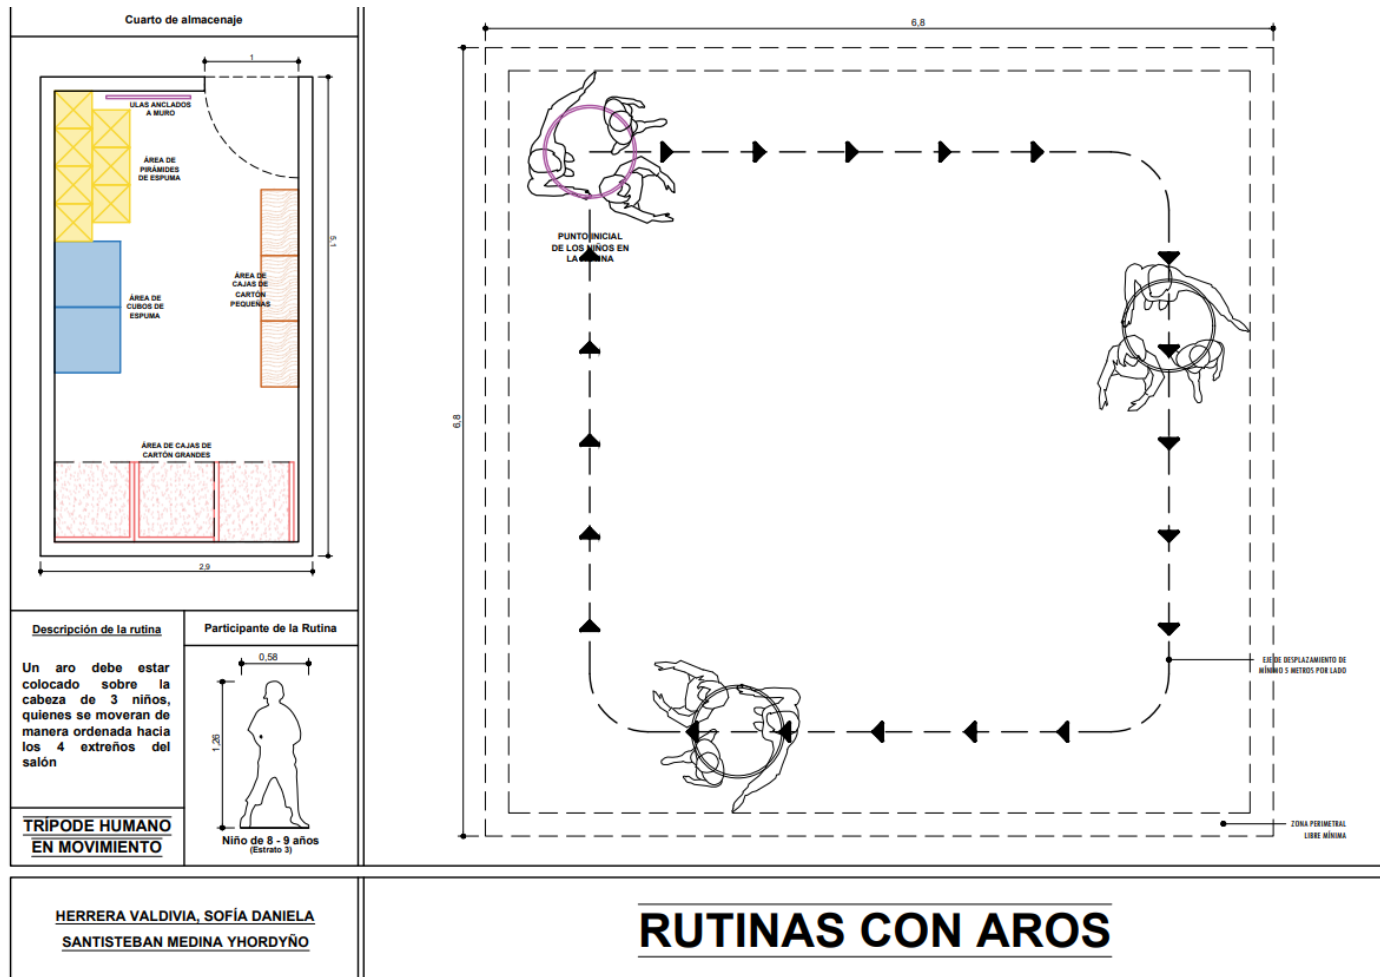 Cuarto de almacenaje
1
ULAS ANCLADOS
A MURO
ÁREA DE
PIRÁMIDES
DE ESPUMA
5,1
ÁREA DE
CAJAS DE
CARTÓN
PEQUEÑAS
ÁREA DE
CUBOS DE
ESPUMA
ÁREA DE CAJAS DE
CARTÓN GRANDES
2,9
Descripción de la rutina
Un aro debe estar
colocado sobre la
cabeza de 3 niños,
quienes se moveran de
manera ordenada hacia
los 4 extreños del
salón
TRÍPODE HUMANO
EN MOVIMIENTO
Participante de la Rutina
0,58
1,26
Niño de 8 - 9 años
(Estrato 3)
6,8
6,8
PUNTO INICIAL
DE LOS NIÑOS EN
LA RUTINA
EJE DE DESPLAZAMIENTO DE
MÍNIMO 5 METROS POR LADO
ZONA PERIMETRAL
LIBRE MÍNIMA
HERRERA VALDIVIA, SOFÍA DANIELA
SANTISTEBAN MEDINA YHORDYÑO
RUTINAS CON AROS